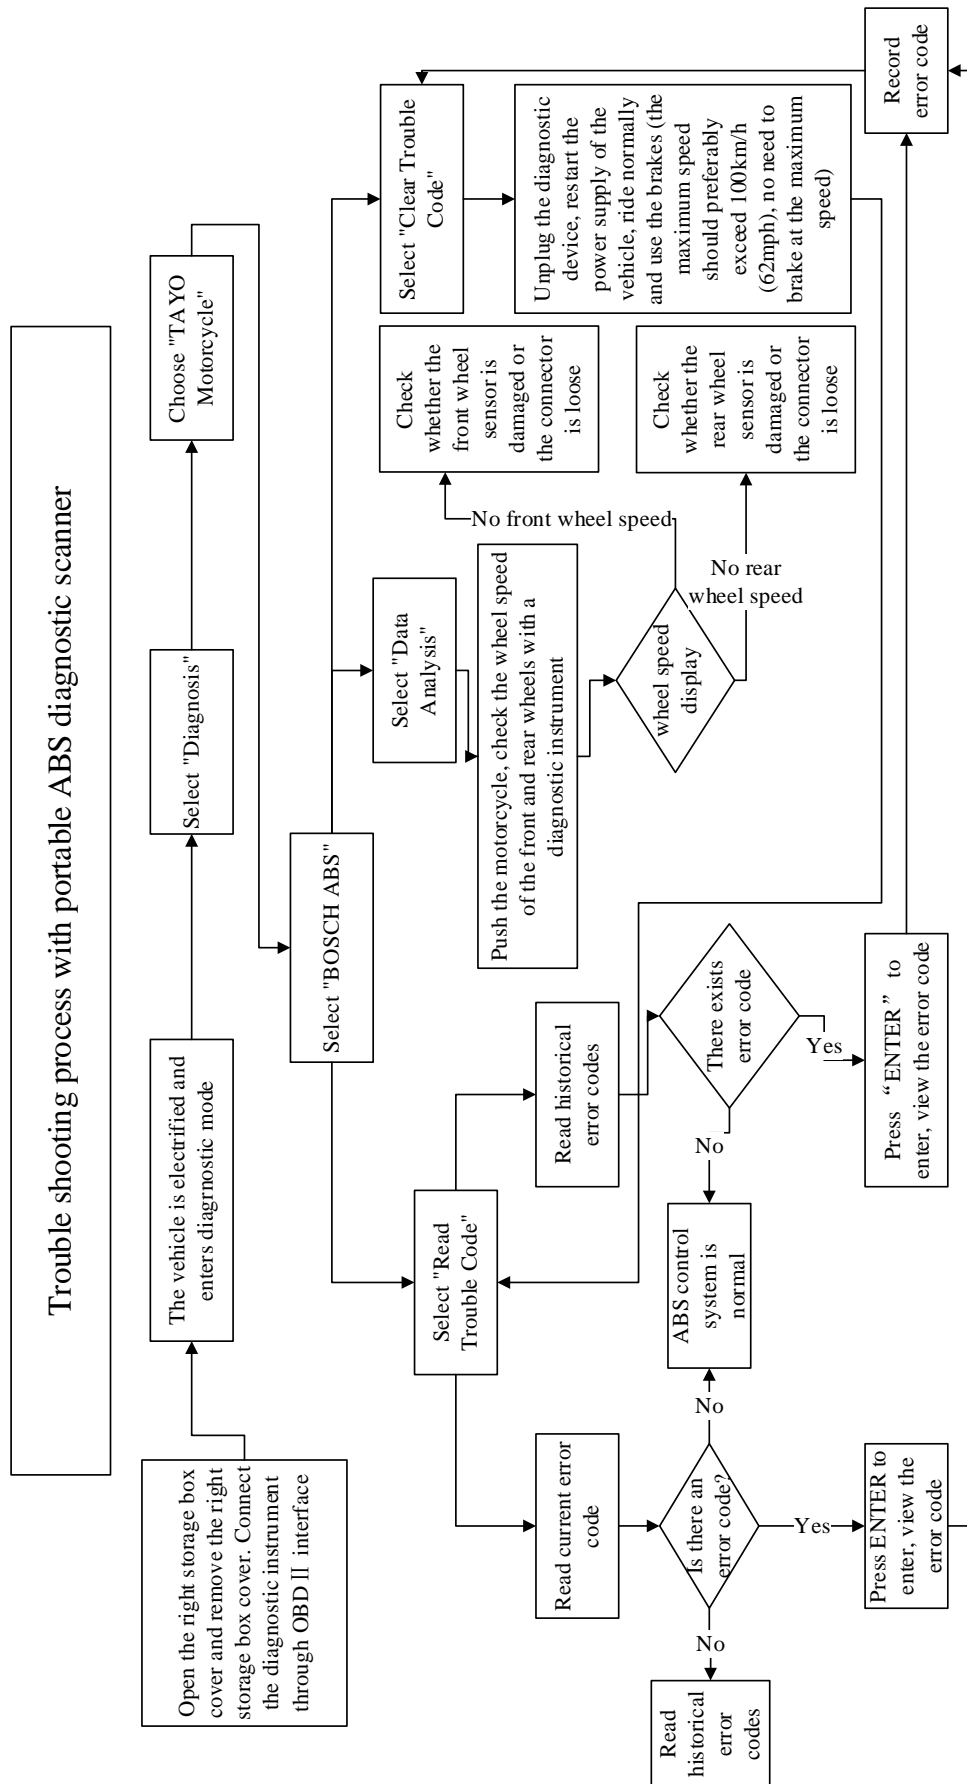 Trouble shooting process with portable ABS diagnostic scanner
Open the right storage box
cover and remove the right
storage box cover. Connect
the diagnostic instrument
through OBD Ⅱ interface
The vehicle is electrified and
enters diagnostic mode
Select "Diagnosis"
Choose "TAYO
Motorcycle"
Select "BOSCH ABS"
Select "Read
Trouble Code"
Select "Data
Analysis"
Select "Clear Trouble
Code"
Read current error
code
Read historical
error codes
Push the motorcycle, check the wheel speed
of the front and rear wheels with a
diagnostic instrument
Unplug the diagnostic
device, restart the
power supply of the
vehicle, ride normally
and use the brakes (the
maximum speed
should preferably
exceed 100km/h
(62mph), no need to
brake at the maximum
speed)
No front wheel speed
Check
whether the
front wheel
sensor is
damaged or
the connector
is loose
wheel speed
display
No rear
wheel speed
Check
whether the
rear wheel
sensor is
damaged or
the connector
is loose
No
Read
historical
error
codes
Is there an
error code?
No
ABS control
system is
normal
No
There exists
error code
Yes
Press ENTER to
enter, view the
error code
Yes
Press “ENTER” to
enter, view the error code
Record
error code